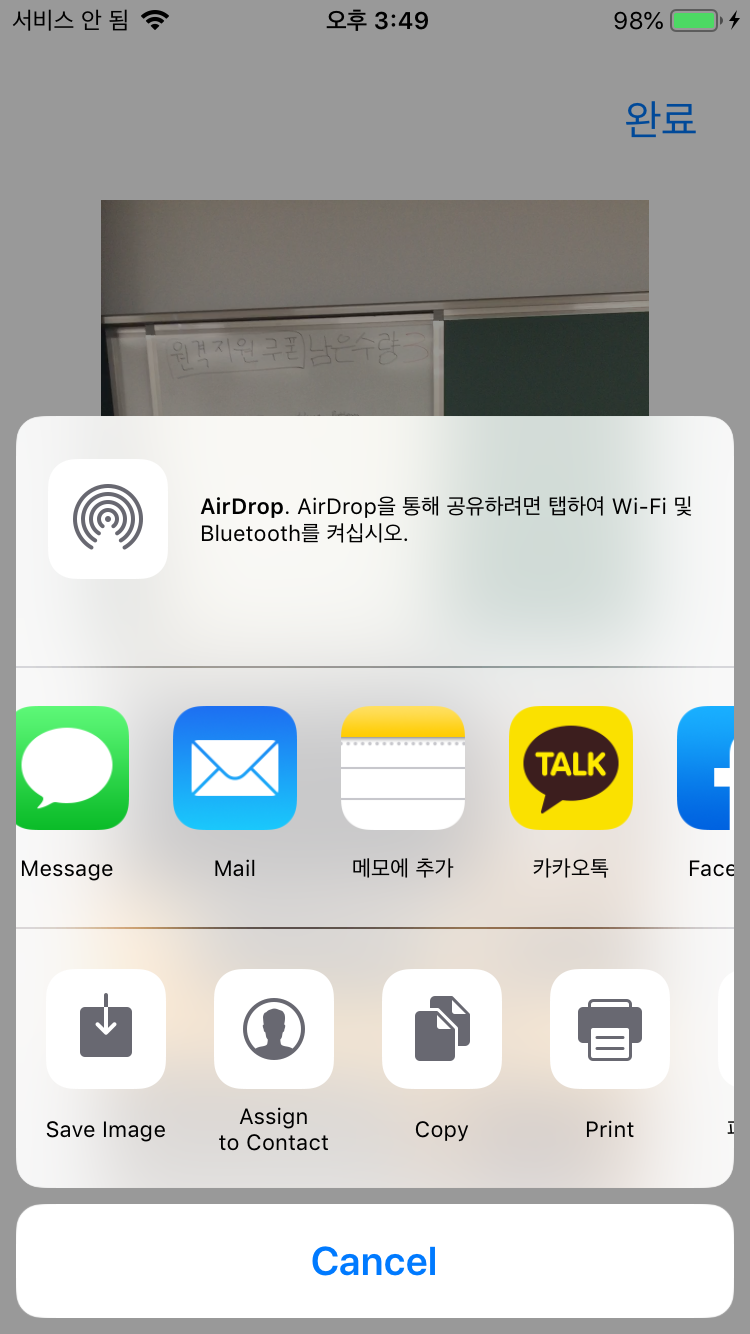 서비스 안 됨 오후 3:49 98%
완료
원격지원 쿠폰 남은수량 3
AirDrop. AirDrop을 통해 공유하려면 탭하여 Wi-Fi 및
Bluetooth를 켜십시오.
TALK
Message Mail 메모에 추가 카카오톡 Face
Save Image Assign to Contact Copy Print
Cancel